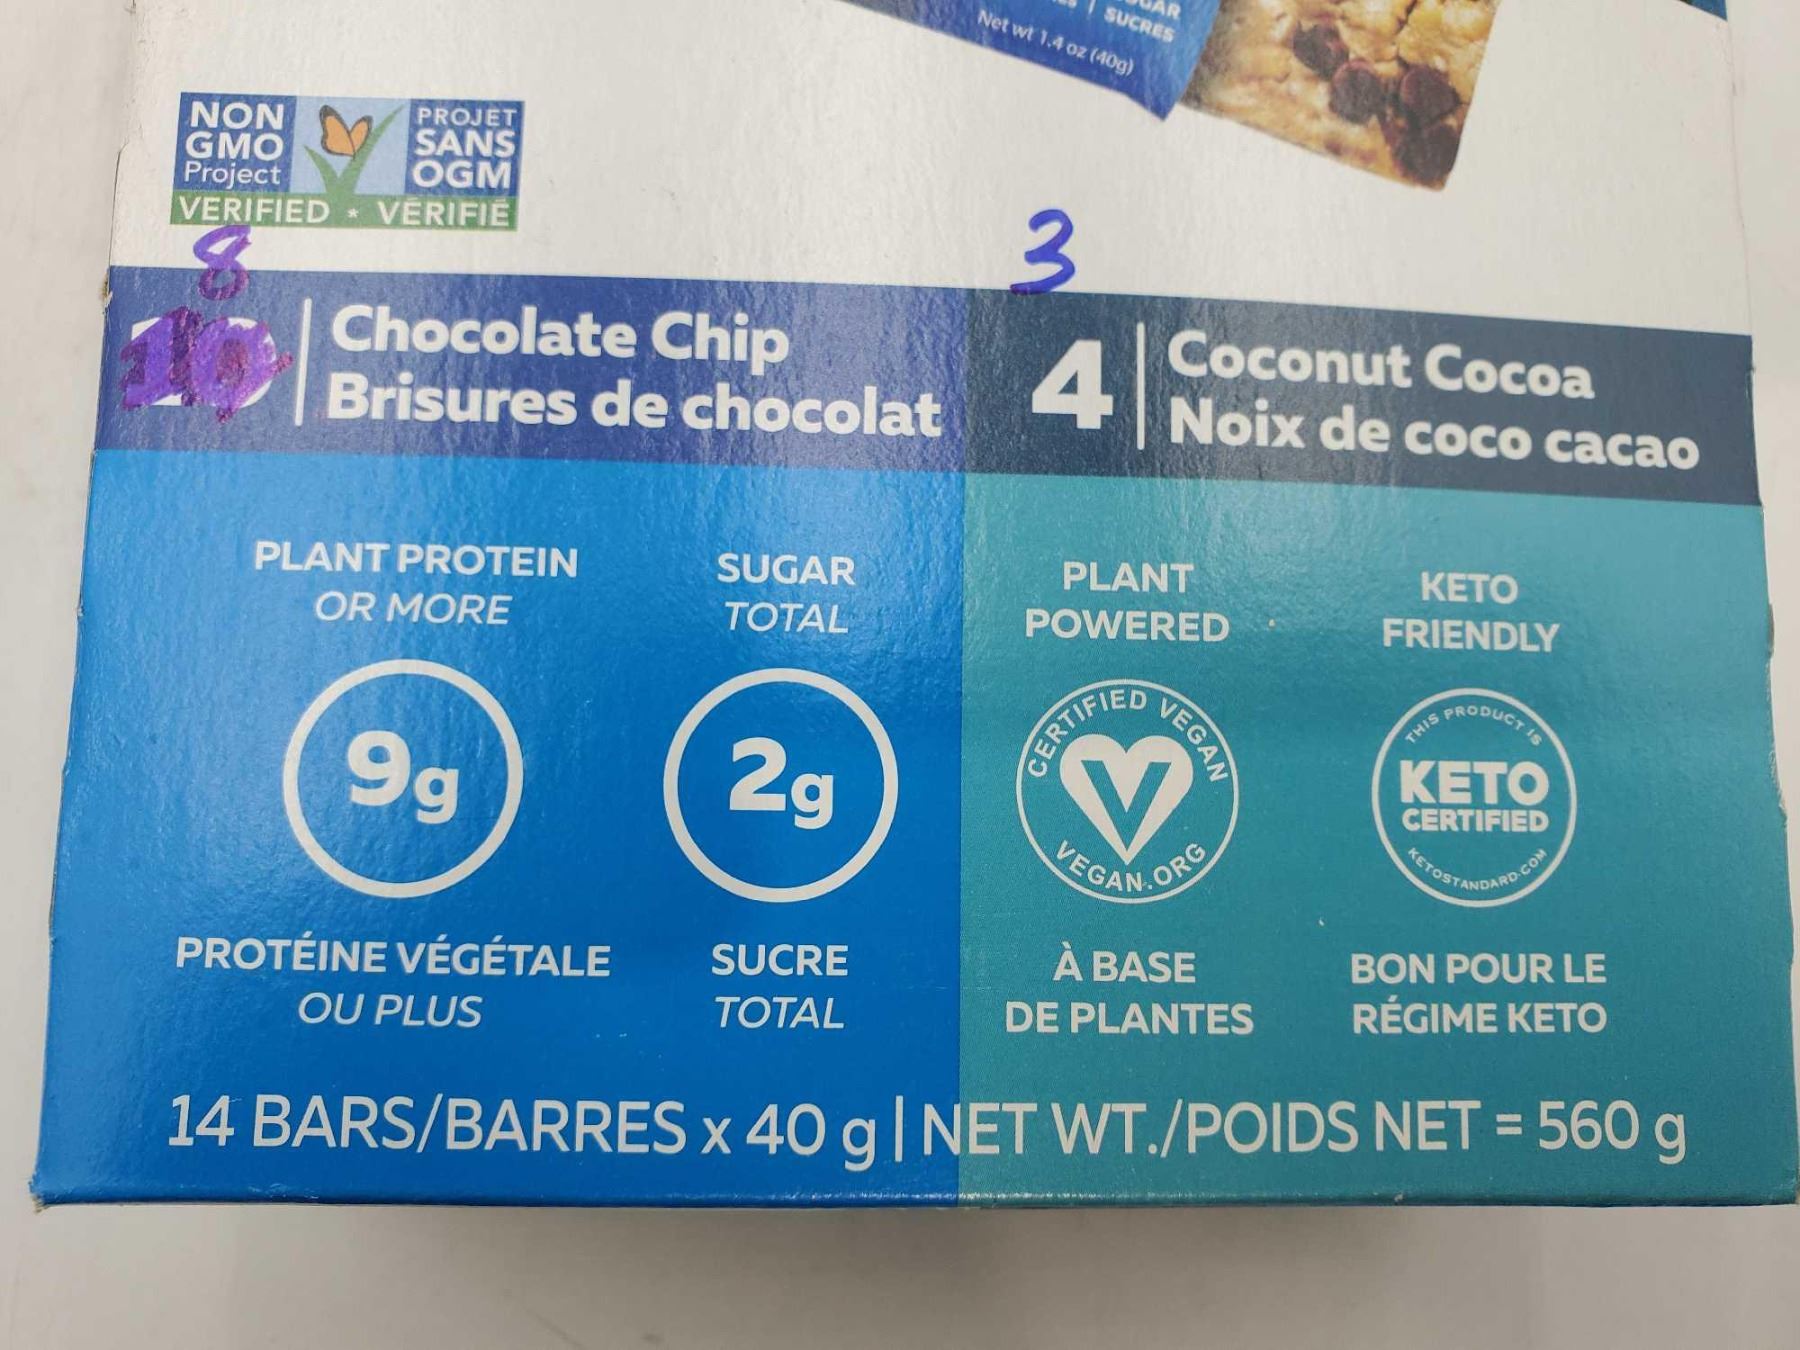 SUGAR
SUCRES
Net wt 1.4 oz (40g)
NON
GMO
Project
PROJET
SANS
OGM
VERIFIED * VÉRIFIÉ
8
3
10
Chocolate Chip
Brisures de chocolat
4
Coconut Cocoa
Noix de coco cacao
PLANT PROTEIN
OR MORE
9g
PROTÉINE VÉGÉTALE
OU PLUS
SUGAR
TOTAL
2g
SUCRE
TOTAL
PLANT
POWERED
CERTIFIED VEGAN
V
VEGAN.ORG
À BASE
DE PLANTES
KETO
FRIENDLY
THIS PRODUCT IS
KETO
CERTIFIED
KETOSTANDARD.COM
BON POUR LE
RÉGIME KETO
14 BARS/BARRES x 40 g | NET WT./POIDS NET = 560 g